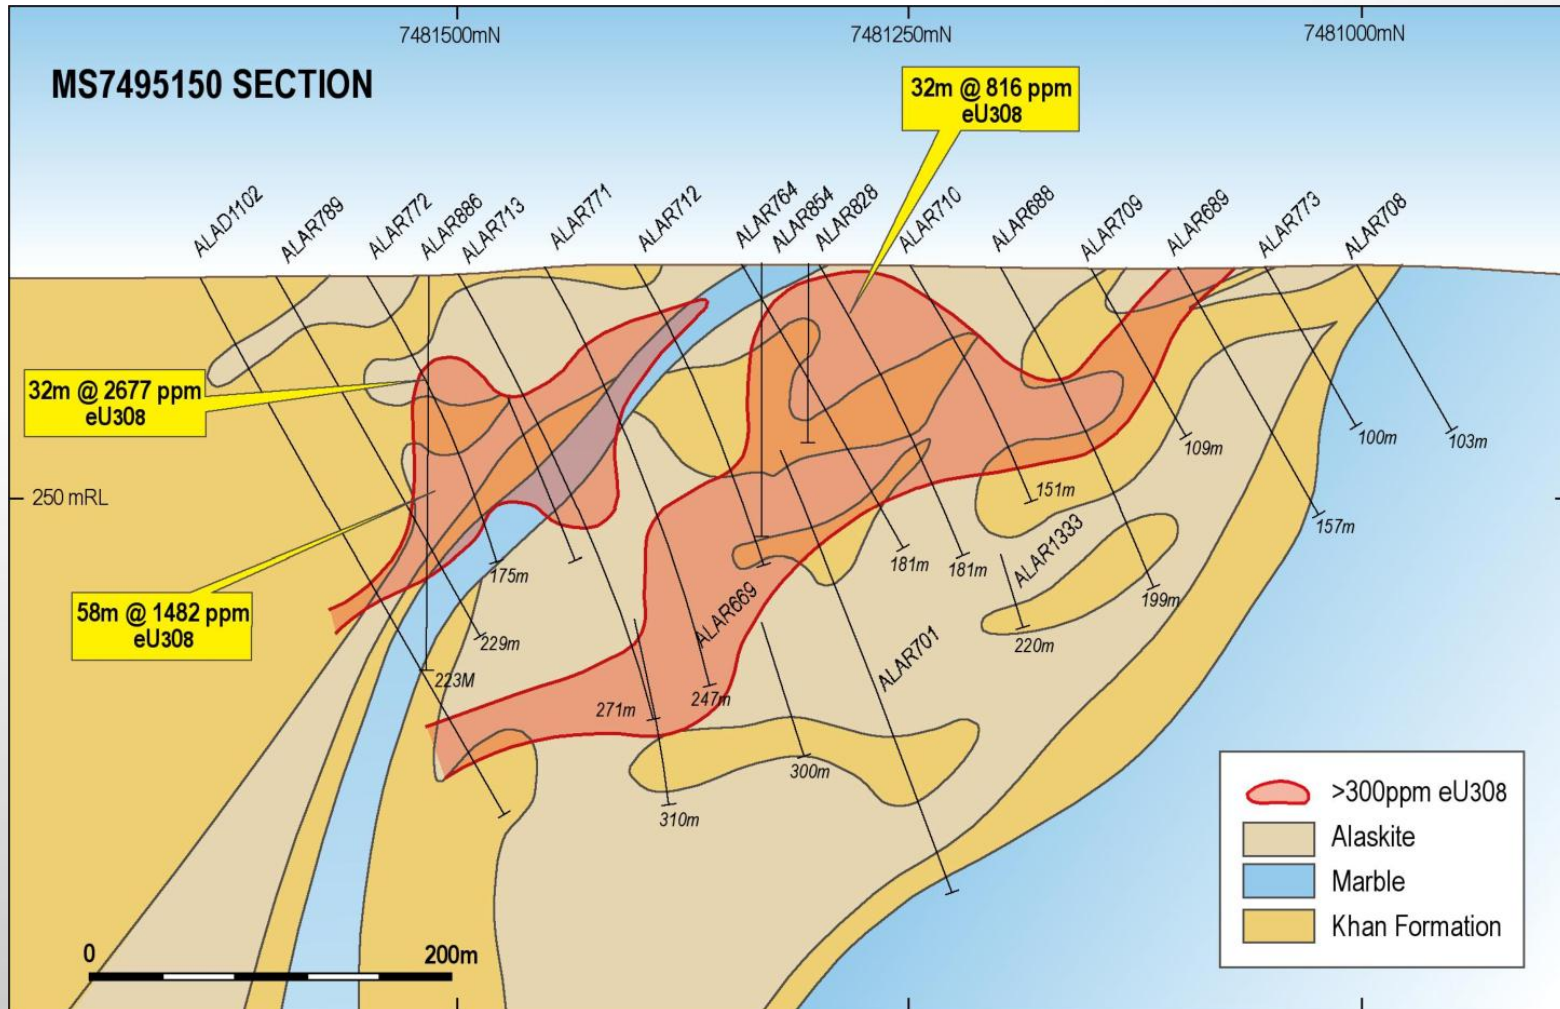 7481500mN
7481250mN
7481000mN
MS7495150 SECTION
32m @ 816 ppm
eU308
ALAD1102
ALAR789
ALAR772
ALAR886
ALAR713
ALAR771
ALAR712
ALAR764
ALAR854
ALAR828
ALAR710
ALAR688
ALAR709
ALAR689
ALAR773
ALAR708
32m @ 2677 ppm
eU308
109m
100m
103m
250 mRL
151m
157m
175m
181m
181m
ALAR1333
58m @ 1482 ppm
eU308
ALAR669
199m
229m
220m
223M
ALAR701
247m
271m
300m
310m
>300ppm eU308
Alaskite
Marble
Khan Formation
0
200m